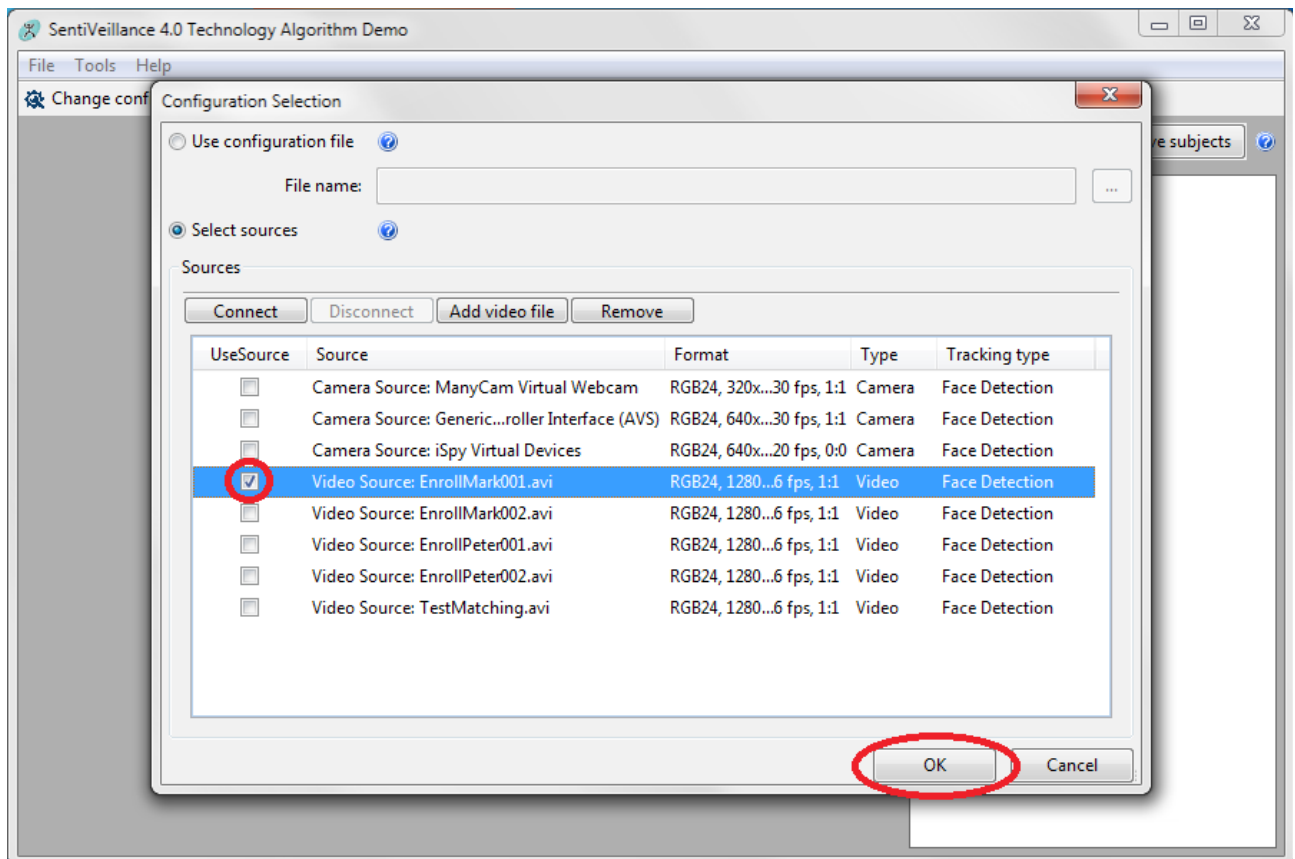 SentiVeillance 4.0 Technology Algorithm Demo
File Tools Help
Change conf
Configuration Selection
ve subjects
Use configuration file
File name:
...
Select sources
Sources
Connect Disconnect Add video file Remove
UseSource Source Format Type Tracking type
Camera Source: ManyCam Virtual Webcam RGB24, 320x...30 fps, 1:1 Camera Face Detection
Camera Source: Generic...roller Interface (AVS) RGB24, 640x...30 fps, 1:1 Camera Face Detection
Camera Source: iSpy Virtual Devices RGB24, 640x...20 fps, 0:0 Camera Face Detection
Video Source: EnrollMark001.avi RGB24, 1280...6 fps, 1:1 Video Face Detection
Video Source: EnrollMark002.avi RGB24, 1280...6 fps, 1:1 Video Face Detection
Video Source: EnrollPeter001.avi RGB24, 1280...6 fps, 1:1 Video Face Detection
Video Source: EnrollPeter002.avi RGB24, 1280...6 fps, 1:1 Video Face Detection
Video Source: TestMatching.avi RGB24, 1280...6 fps, 1:1 Video Face Detection
OK Cancel